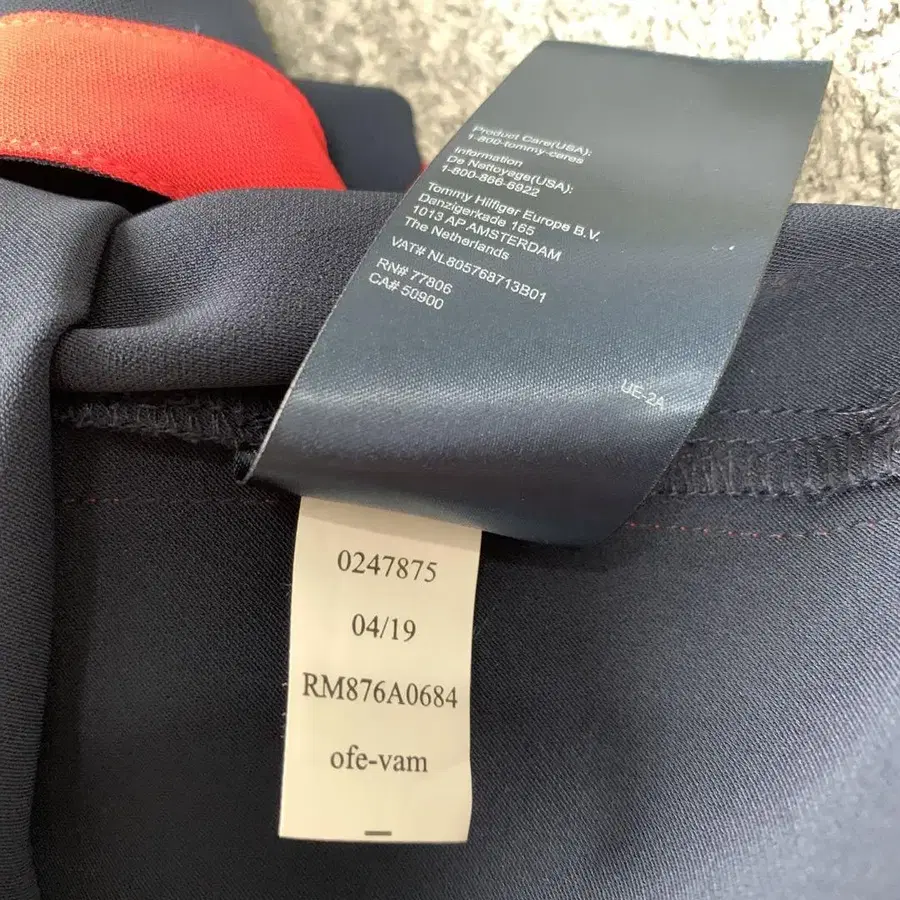 Product Care(USA):
1-800-tommy-cares
Information
De Nettoyage(USA):
1-800-866-6922
Tommy Hilfiger Europe B.V.
Danzigerkade 165
1013 AP AMSTERDAM
The Netherlands
VAT# NL805768713B01
RN# 77806
CA# 50900
UE-2A
0247875
04/19
RM876A0684
ofe-vam